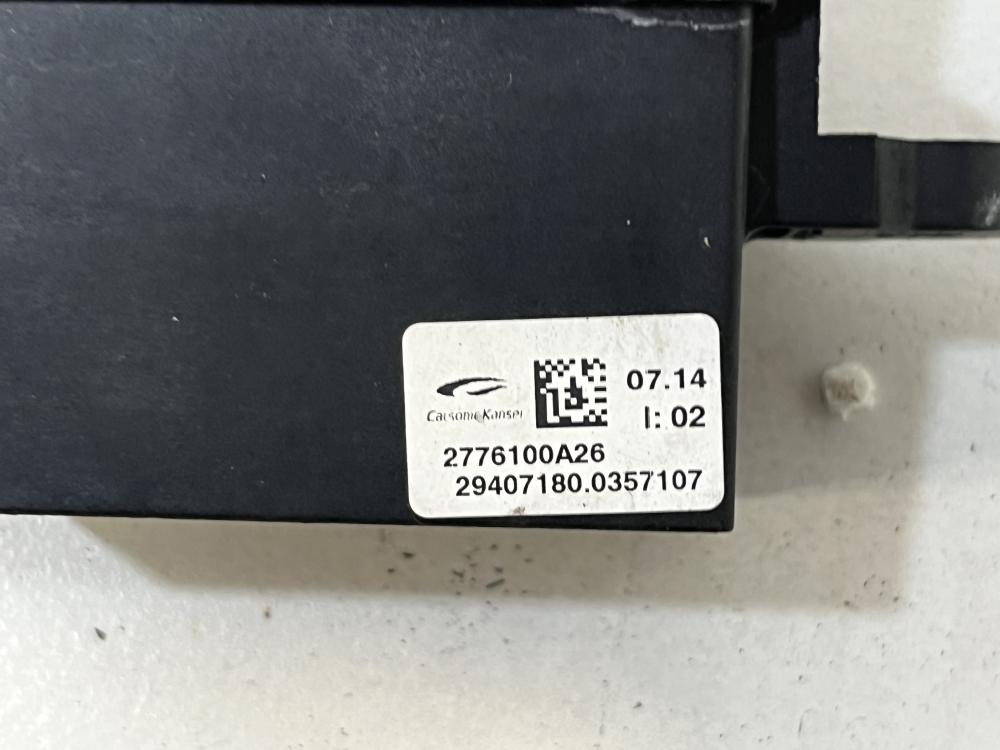 CalsonicKansei
07.14
I: 02
2776100A26
29407180.0357107